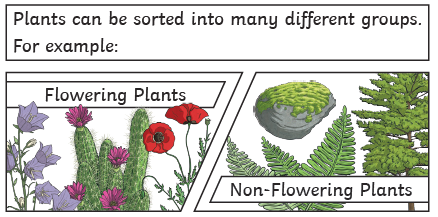 Plants can be sorted into many different groups.
For example:
Flowering Plants
Non-Flowering Plants